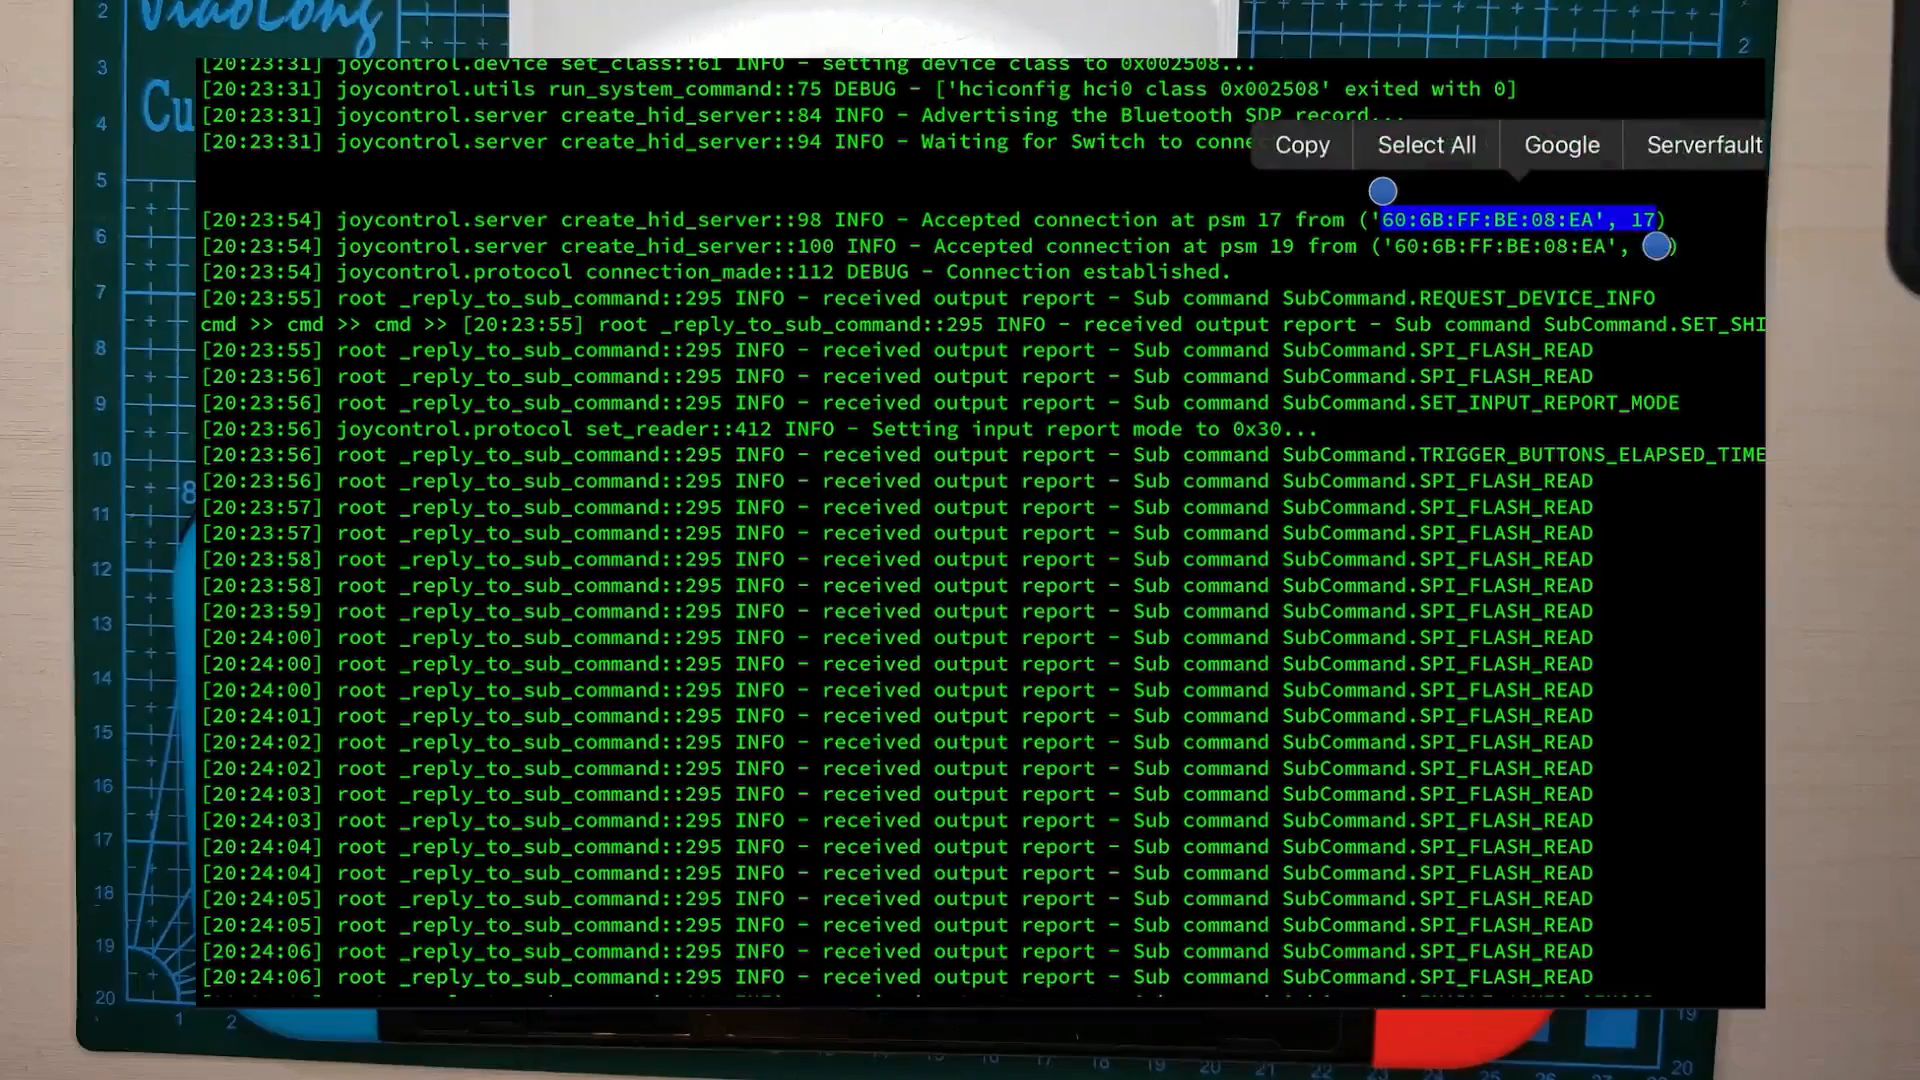 [20:23:31] joycontrol.device set_class::61 INFO - setting device class to 0x002508...
[20:23:31] joycontrol.utils run_system_command::75 DEBUG - ['hciconfig hci0 class 0x002508' exited with 0]
[20:23:31] joycontrol.server create_hid_server::84 INFO - Advertising the Bluetooth SDP record...
[20:23:31] joycontrol.server create_hid_server::94 INFO - Waiting for Switch to conne
Copy Select All Google Serverfault
[20:23:54] joycontrol.server create_hid_server::98 INFO - Accepted connection at psm 17 from ('60:6B:FF:BE:08:EA', 17)
[20:23:54] joycontrol.server create_hid_server::100 INFO - Accepted connection at psm 19 from ('60:6B:FF:BE:08:EA', )
[20:23:54] joycontrol.protocol connection_made::112 DEBUG - Connection established.
[20:23:55] root _reply_to_sub_command::295 INFO - received output report - Sub command SubCommand.REQUEST_DEVICE_INFO
cmd >> cmd >> cmd >> [20:23:55] root _reply_to_sub_command::295 INFO - received output report - Sub command SubCommand.SET_SHI
[20:23:55] root _reply_to_sub_command::295 INFO - received output report - Sub command SubCommand.SPI_FLASH_READ
[20:23:56] root _reply_to_sub_command::295 INFO - received output report - Sub command SubCommand.SPI_FLASH_READ
[20:23:56] root _reply_to_sub_command::295 INFO - received output report - Sub command SubCommand.SET_INPUT_REPORT_MODE
[20:23:56] joycontrol.protocol set_reader::412 INFO - Setting input report mode to 0x30...
[20:23:56] root _reply_to_sub_command::295 INFO - received output report - Sub command SubCommand.TRIGGER_BUTTONS_ELAPSED_TIME
[20:23:56] root _reply_to_sub_command::295 INFO - received output report - Sub command SubCommand.SPI_FLASH_READ
[20:23:57] root _reply_to_sub_command::295 INFO - received output report - Sub command SubCommand.SPI_FLASH_READ
[20:23:57] root _reply_to_sub_command::295 INFO - received output report - Sub command SubCommand.SPI_FLASH_READ
[20:23:58] root _reply_to_sub_command::295 INFO - received output report - Sub command SubCommand.SPI_FLASH_READ
[20:23:58] root _reply_to_sub_command::295 INFO - received output report - Sub command SubCommand.SPI_FLASH_READ
[20:23:59] root _reply_to_sub_command::295 INFO - received output report - Sub command SubCommand.SPI_FLASH_READ
[20:24:00] root _reply_to_sub_command::295 INFO - received output report - Sub command SubCommand.SPI_FLASH_READ
[20:24:00] root _reply_to_sub_command::295 INFO - received output report - Sub command SubCommand.SPI_FLASH_READ
[20:24:00] root _reply_to_sub_command::295 INFO - received output report - Sub command SubCommand.SPI_FLASH_READ
[20:24:01] root _reply_to_sub_command::295 INFO - received output report - Sub command SubCommand.SPI_FLASH_READ
[20:24:02] root _reply_to_sub_command::295 INFO - received output report - Sub command SubCommand.SPI_FLASH_READ
[20:24:02] root _reply_to_sub_command::295 INFO - received output report - Sub command SubCommand.SPI_FLASH_READ
[20:24:03] root _reply_to_sub_command::295 INFO - received output report - Sub command SubCommand.SPI_FLASH_READ
[20:24:03] root _reply_to_sub_command::295 INFO - received output report - Sub command SubCommand.SPI_FLASH_READ
[20:24:04] root _reply_to_sub_command::295 INFO - received output report - Sub command SubCommand.SPI_FLASH_READ
[20:24:04] root _reply_to_sub_command::295 INFO - received output report - Sub command SubCommand.SPI_FLASH_READ
[20:24:05] root _reply_to_sub_command::295 INFO - received output report - Sub command SubCommand.SPI_FLASH_READ
[20:24:05] root _reply_to_sub_command::295 INFO - received output report - Sub command SubCommand.SPI_FLASH_READ
[20:24:06] root _reply_to_sub_command::295 INFO - received output report - Sub command SubCommand.SPI_FLASH_READ
[20:24:06] root _reply_to_sub_command::295 INFO - received output report - Sub command SubCommand.SPI_FLASH_READ